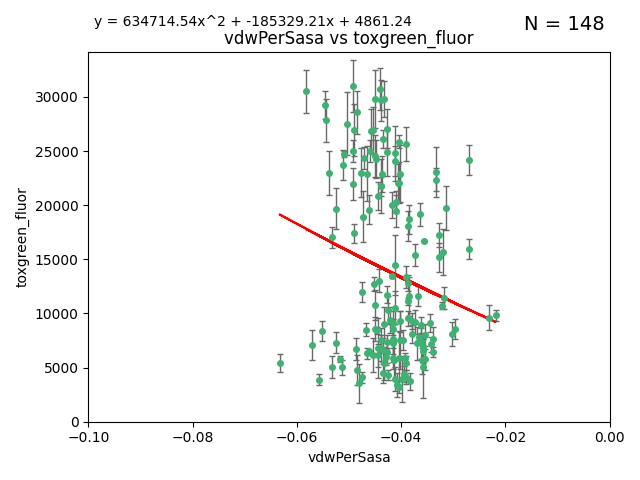 y = 634714.54x^2 + -185329.21x + 4861.24
N = 148
vdwPerSasa vs toxgreen_fluor
toxgreen_fluor
30000
25000
20000
15000
10000
5000
0
−0.10
−0.08
−0.06
−0.04
−0.02
0.00
vdwPerSasa